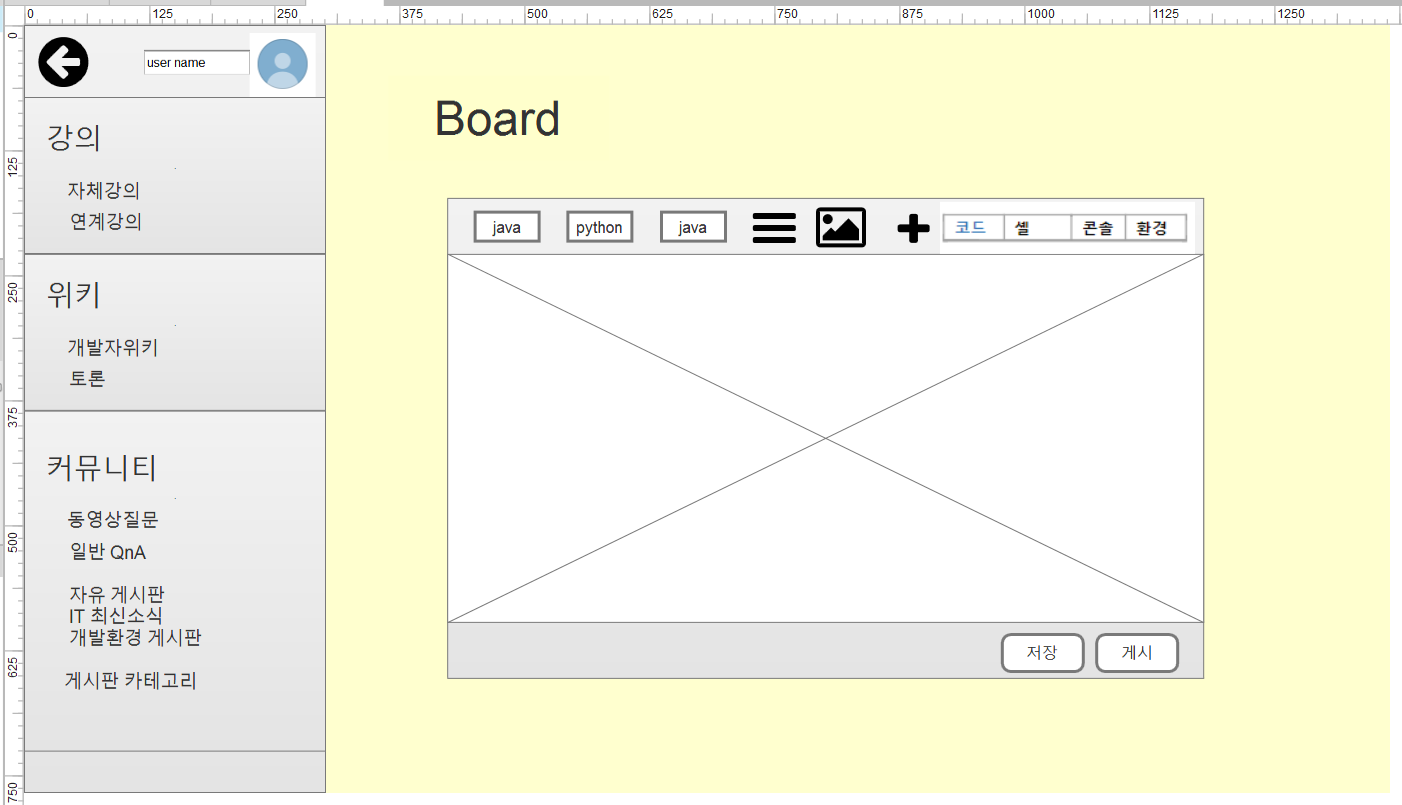 0 125 250 375 500 625 750 875 1000 1125 1250
0
125
250
375
500
625
750
user name
강의
자체강의
연계강의
위키
개발자위키
토론
커뮤니티
동영상질문
일반 QnA
자유 게시판
IT 최신소식
개발환경 게시판
게시판 카테고리
Board
java python java 코드 셸 콘솔 환경
저장 게시